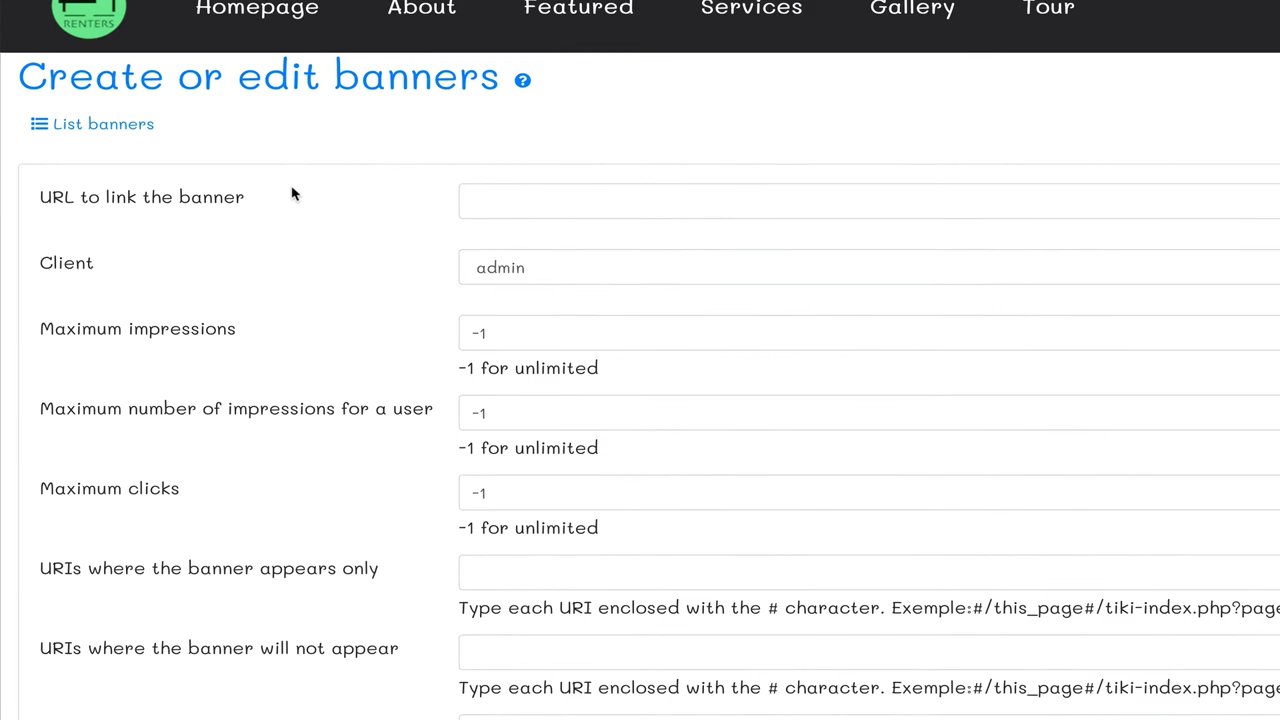 RENTERS
Homepage About Featured Services Gallery Tour
Create or edit banners
List banners
URL to link the banner
Client admin
Maximum impressions -1
-1 for unlimited
Maximum number of impressions for a user -1
-1 for unlimited
Maximum clicks -1
-1 for unlimited
URIs where the banner appears only
Type each URI enclosed with the # character. Exemple:#/this_page#/tiki-index.php?page
URIs where the banner will not appear
Type each URI enclosed with the # character. Exemple:#/this_page#/tiki-index.php?page